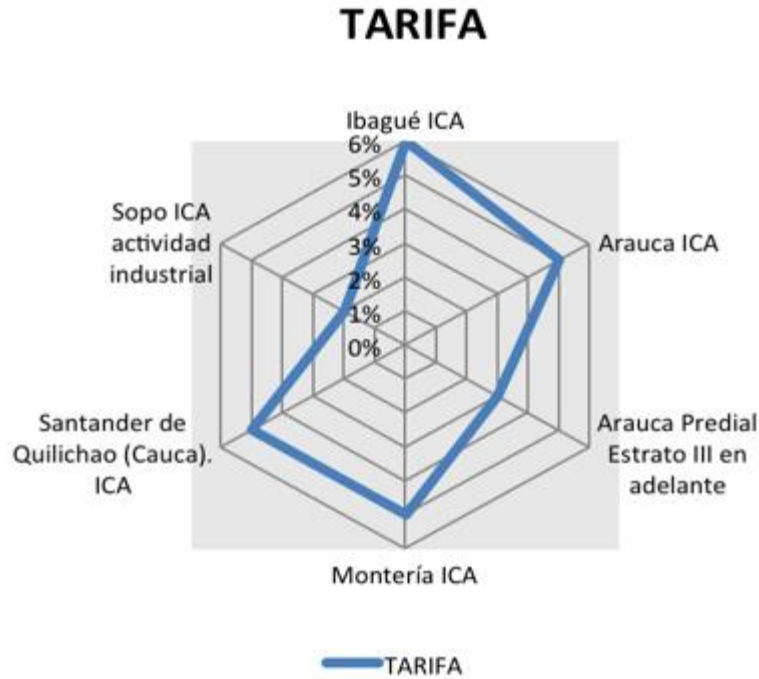 TARIFA
Ibagué ICA
6%
5%
4%
3%
2%
1%
0%
Arauca ICA
Arauca Predial
Estrato III en
adelante
Montería ICA
Santander de
Quilichao (Cauca).
ICA
Sopo ICA
actividad
industrial
TARIFA